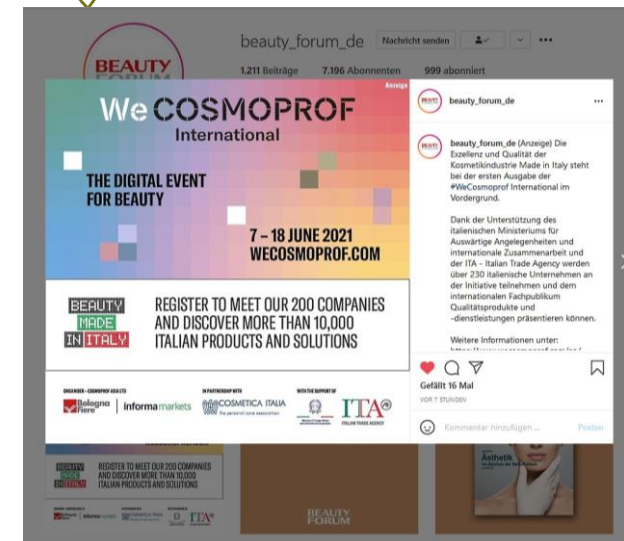 beauty_forum_de
Nachricht senden
1.211 Beiträge 7.196 Abonnenten 999 abonniert
BEAUTY
FORUM
Anzeige
We COSMOPROF
International
THE DIGITAL EVENT
FOR BEAUTY
7 – 18 JUNE 2021
WECOSMOPROF.COM
BEAUTY
MADE
IN ITALY
REGISTER TO MEET OUR 200 COMPANIES
AND DISCOVER MORE THAN 10,000
ITALIAN PRODUCTS AND SOLUTIONS
ORGANISER - COSMOPROF ASIA LTD
Bologna
Fiere
informa markets
IN PARTNERSHIP WITH
COSMETICA ITALIA
the personal care association
WITH THE SUPPORT OF
ITA®
ITALIAN TRADE AGENCY
beauty_forum_de
beauty_forum_de (Anzeige) Die
Exzellenz und Qualität der
Kosmetikindustrie Made in Italy steht
bei der ersten Ausgabe der
#WeCosmoprof International im
Vordergrund.
Dank der Unterstützung des
italienischen Ministeriums für
Auswärtige Angelegenheiten und
internationale Zusammenarbeit und
der ITA - Italian Trade Agency werden
über 230 italienische Unternehmen an
der Initiative teilnehmen und dem
internationalen Fachpublikum
Qualitätsprodukte und
-dienstleistungen präsentieren können.
Weitere Informationen unter:
Gefällt 16 Mal
VOR 7 STUNDEN
Kommentar hinzufügen ...
Posten
BEAUTY
MADE
IN ITALY
REGISTER TO MEET OUR 200 COMPANIES
AND DISCOVER MORE THAN 10,000
ITALIAN PRODUCTS AND SOLUTIONS
ITA®
BEAUTY
FORUM
Ästhetik